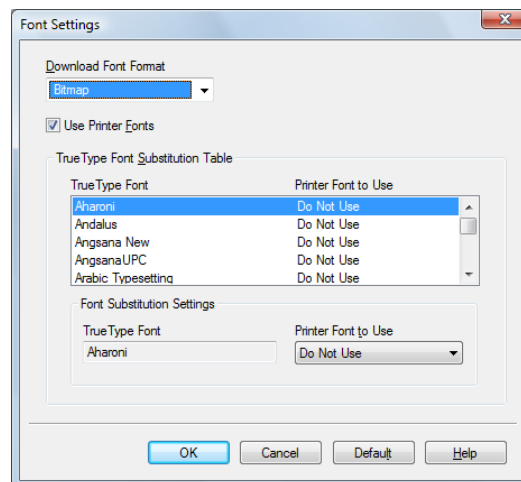 Font Settings
Download Font Format
Bitmap
Use Printer Fonts
TrueType Font Substitution Table
TrueType Font Printer Font to Use
Aharoni Do Not Use
Andalus Do Not Use
Angsana New Do Not Use
AngsanaUPC Do Not Use
Arabic Typesetting Do Not Use
Font Substitution Settings
TrueType Font Printer Font to Use
Aharoni Do Not Use
OK Cancel Default Help